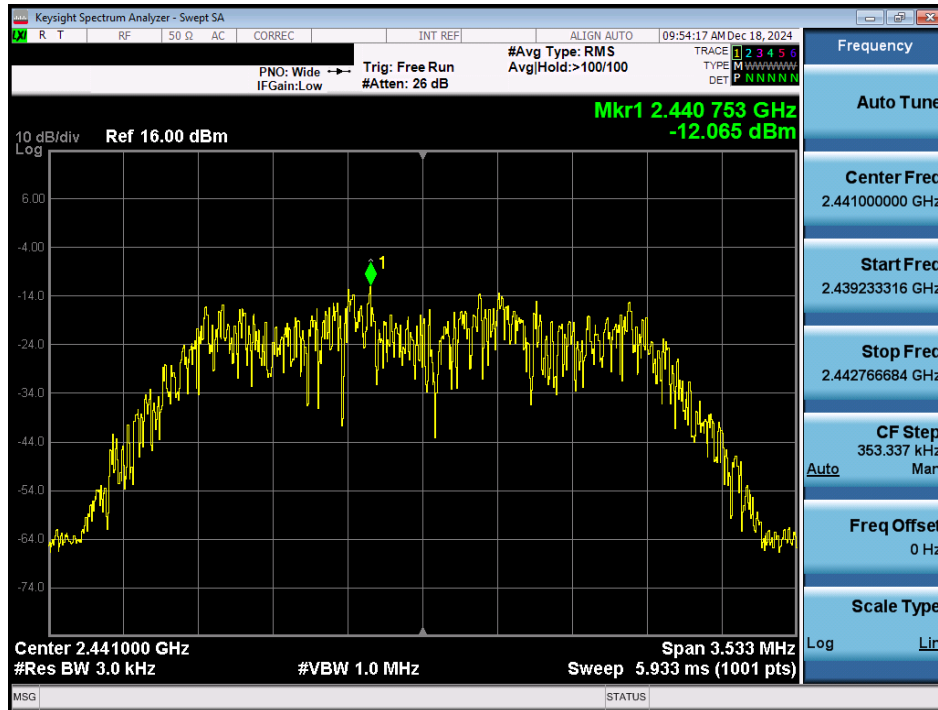 Keysight Spectrum Analyzer - Swept SA
LXI R T RF 50 Ω AC CORREC INT REF ALIGN AUTO 09:54:17 AM Dec 18, 2024
PNO: Wide
IFGain:Low
Trig: Free Run
#Atten: 26 dB
#Avg Type: RMS
Avg|Hold:>100/100
TRACE 1 2 3 4 5 6
TYPE M W W W W W
DET P N N N N N
Mkr1 2.440 753 GHz
-12.065 dBm
10 dB/div
Log
Ref 16.00 dBm
6.00
-4.00
-14.0
-24.0
-34.0
-44.0
-54.0
-64.0
-74.0
1
Center 2.441000 GHz
#Res BW 3.0 kHz
#VBW 1.0 MHz
Span 3.533 MHz
Sweep 5.933 ms (1001 pts)
MSG
STATUS
Frequency
Auto Tune
Center Freq
2.441000000 GHz
Start Freq
2.439233316 GHz
Stop Freq
2.442766684 GHz
CF Step
353.337 kHz
Auto Man
Freq Offset
0 Hz
Scale Type
Log Lin